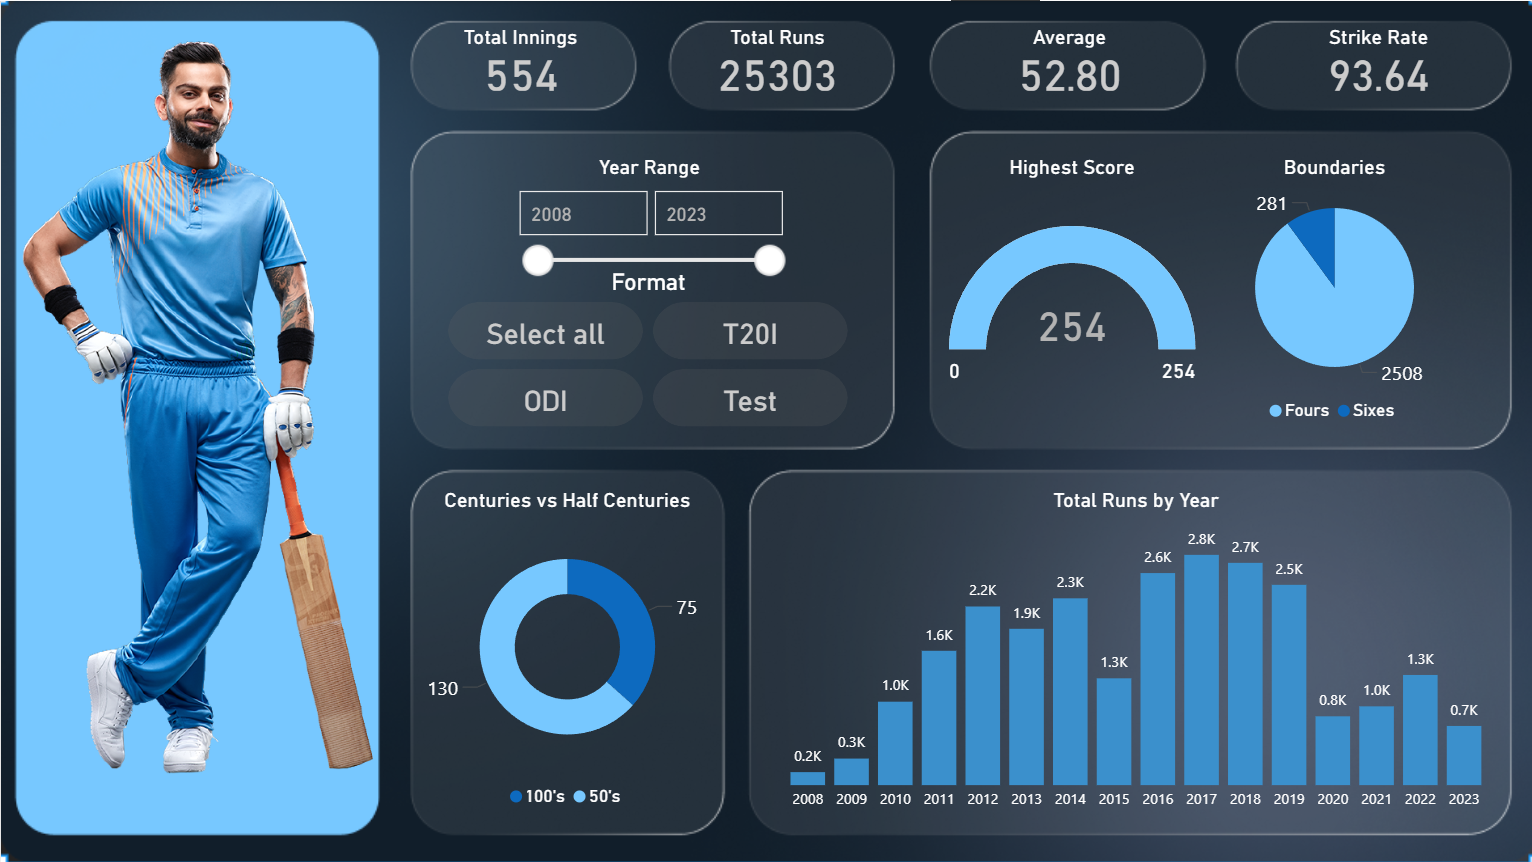 Total Innings
554
Total Runs
25303
Average
52.80
Strike Rate
93.64
Year Range
2008
2023
Format
Select all
T20I
ODI
Test
Highest Score
254
0
254
Boundaries
281
2508
Fours
Sixes
Centuries vs Half Centuries
75
130
100's
50's
Total Runs by Year
0.2K
0.3K
1.0K
1.6K
2.2K
1.9K
2.3K
1.3K
2.6K
2.8K
2.7K
2.5K
0.8K
1.0K
1.3K
0.7K
2008 2009 2010 2011 2012 2013 2014 2015 2016 2017 2018 2019 2020 2021 2022 2023